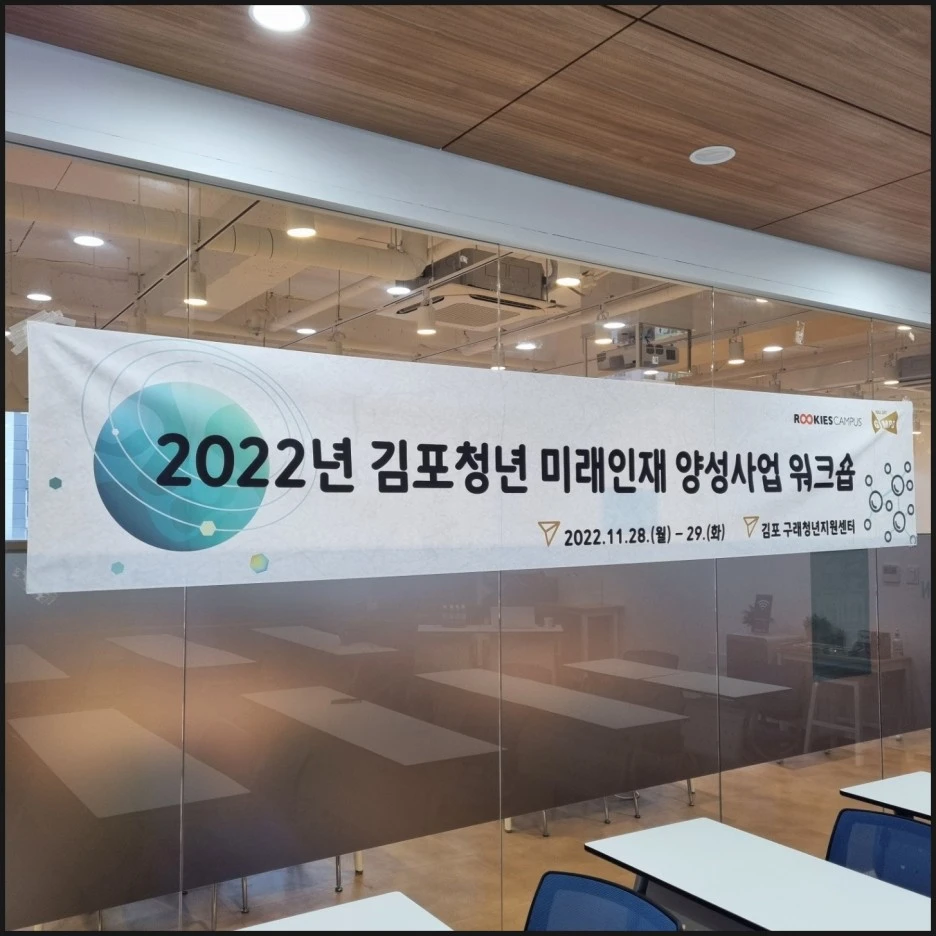 ROOKIES CAMPUS
2022년 김포청년 미래인재 양성사업 워크숍
2022.11.28.(월) – 29.(화) 김포 구래청년지원센터